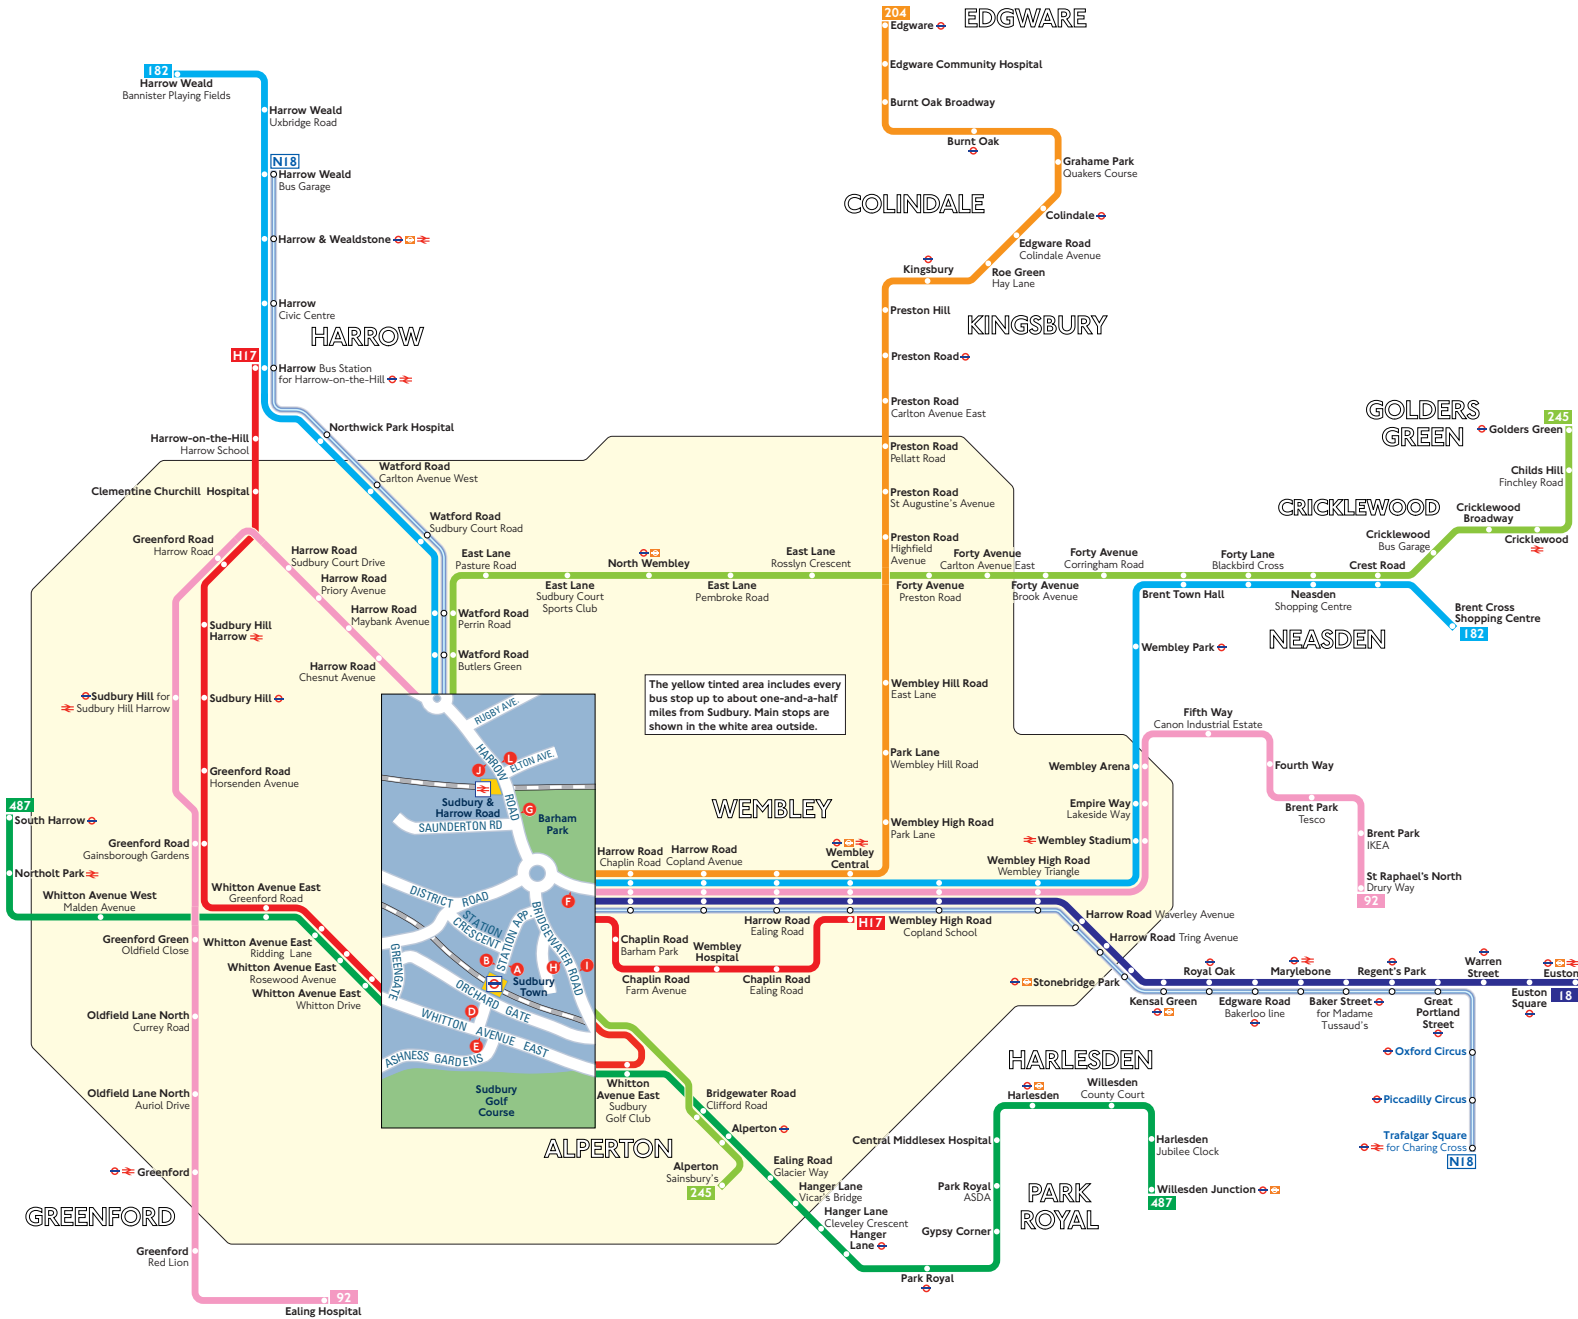 204
EDGWARE
Edgware
Edgware Community Hospital
Burnt Oak Broadway
Burnt Oak
Grahame Park
Quakers Course
COLINDALE
Colindale
Edgware Road
Colindale Avenue
Roe Green
Hay Lane
Kingsbury
KINGSBURY
Preston Hill
Preston Road
Preston Road
Carlton Avenue East
Preston Road
Pellatt Road
Preston Road
St Augustine's Avenue
Preston Road
Highfield
Avenue
182
Harrow Weald
Bannister Playing Fields
Harrow Weald
Uxbridge Road
N18
Harrow Weald
Bus Garage
Harrow & Wealdstone
Harrow
Civic Centre
HARROW
H17
Harrow Bus Station
for Harrow-on-the-Hill
Northwick Park Hospital
Harrow-on-the-Hill
Harrow School
Watford Road
Carlton Avenue West
Clementine Churchill Hospital
Watford Road
Sudbury Court Road
Greenford Road
Harrow Road
Harrow Road
Sudbury Court Drive
Harrow Road
Priory Avenue
Harrow Road
Maybank Avenue
Harrow Road
Chesnut Avenue
Watford Road
Perrin Road
Watford Road
Butlers Green
East Lane
Pasture Road
East Lane
Sudbury Court
Sports Club
North Wembley
East Lane
Pembroke Road
East Lane
Rosslyn Crescent
Forty Avenue
Preston Road
Forty Avenue
Carlton Avenue East
Forty Avenue
Brook Avenue
Forty Avenue
Corringham Road
Brent Town Hall
Forty Lane
Blackbird Cross
Neasden
Shopping Centre
Crest Road
Cricklewood
Bus Garage
CRICKLEWOOD
Cricklewood
Broadway
Cricklewood
Childs Hill
Finchley Road
GOLDERS
GREEN
Golders Green
245
Brent Cross
Shopping Centre
182
NEASDEN
Wembley Park
Sudbury Hill
Harrow
Sudbury Hill for
Sudbury Hill Harrow
Sudbury Hill
Greenford Road
Horsenden Avenue
487
South Harrow
Greenford Road
Gainsborough Gardens
Northolt Park
Whitton Avenue West
Malden Avenue
Whitton Avenue East
Greenford Road
Greenford Green
Oldfield Close
Whitton Avenue East
Ridding Lane
Whitton Avenue East
Rosewood Avenue
Whitton Avenue East
Whitton Drive
Oldfield Lane North
Currey Road
Oldfield Lane North
Auriol Drive
Greenford
GREENFORD
Greenford
Red Lion
92
Ealing Hospital
The yellow tinted area includes every
bus stop up to about one-and-a-half
miles from Sudbury. Main stops are
shown in the white area outside.
RUGBY AVE.
HARROW
ROAD
ELTON AVE.
L
J
Sudbury &
Harrow Road
SAUNDERTON RD
G
Barham
Park
DISTRICT ROAD
STATION
CRESCENT
STATION APP.
BRIDGEWATER ROAD
F
GREENGATE
B
A
H
I
Sudbury
Town
ORCHARD GATE
D
WHITTON AVENUE EAST
E
ASHNESS GARDENS
Sudbury
Golf
Course
Wembley Hill Road
East Lane
Park Lane
Wembley Hill Road
WEMBLEY
Wembley High Road
Park Lane
Wembley
Central
Harrow Road
Chaplin Road
Harrow Road
Copland Avenue
Wembley High Road
Wembley Triangle
Harrow Road
Ealing Road
H17
Wembley High Road
Copland School
Chaplin Road
Barham Park
Wembley
Hospital
Chaplin Road
Farm Avenue
Chaplin Road
Ealing Road
Wembley Arena
Empire Way
Lakeside Way
Wembley Stadium
Fifth Way
Canon Industrial Estate
Fourth Way
Brent Park
Tesco
Brent Park
IKEA
St Raphael's North
Drury Way
92
Harrow Road Waverley Avenue
Harrow Road Tring Avenue
Stonebridge Park
Kensal Green
Royal Oak
Edgware Road
Bakerloo line
Marylebone
Baker Street
for Madame
Tussaud's
Regent's Park
Great
Portland
Street
Warren
Street
Euston
Square
Euston
18
Oxford Circus
Piccadilly Circus
Trafalgar Square
for Charing Cross
N18
Whitton
Avenue East
Sudbury
Golf Club
Bridgewater Road
Clifford Road
Alperton
ALPERTON
Alperton
Sainsbury's
245
Ealing Road
Glacier Way
Hanger Lane
Vicar's Bridge
Hanger Lane
Cleveley Crescent
Hanger
Lane
Park Royal
Gypsy Corner
Park Royal
ASDA
Central Middlesex Hospital
HARLESDEN
Harlesden
Willesden
County Court
Harlesden
Jubilee Clock
Willesden Junction
487
PARK
ROYAL